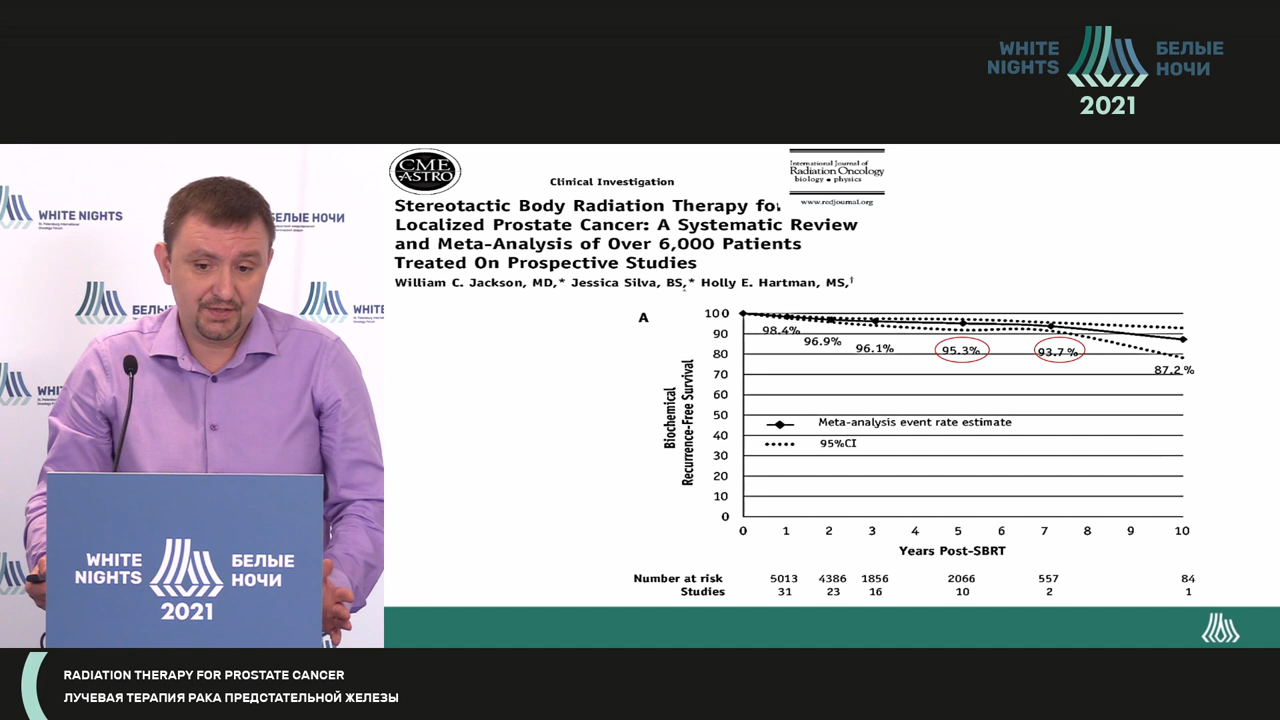 WHITE NIGHTS
БЕЛЫЕ НОЧИ
2021
WHITE NIGHTS
БЕЛЫЕ НОЧИ
БЕЛЫ
WHITE
WHI
WHITE NIGHTS
БЕЛЫЕ НОЧИ
2021
CME
ASTRO
Clinical Investigation
International Journal of
Radiation Oncology
biology • physics
www.redjournal.org
Stereotactic Body Radiation Therapy for
Localized Prostate Cancer: A Systematic Review
and Meta-Analysis of Over 6,000 Patients
Treated On Prospective Studies
William C. Jackson, MD,* Jessica Silva, BS,* Holly E. Hartman, MS,†
A
Biochemical
Recurrence-Free Survival
100
90
80
70
60
50
40
30
20
10
0
98.4%
96.9%
96.1%
95.3%
93.7%
87.2%
Meta-analysis event rate estimate
95%CI
0 1 2 3 4 5 6 7 8 9 10
Years Post-SBRT
Number at risk 5013 4386 1856 2066 557 84
Studies 31 23 16 10 2 1
RADIATION THERAPY FOR PROSTATE CANCER
ЛУЧЕВАЯ ТЕРАПИЯ РАКА ПРЕДСТАТЕЛЬНОЙ ЖЕЛЕЗЫ